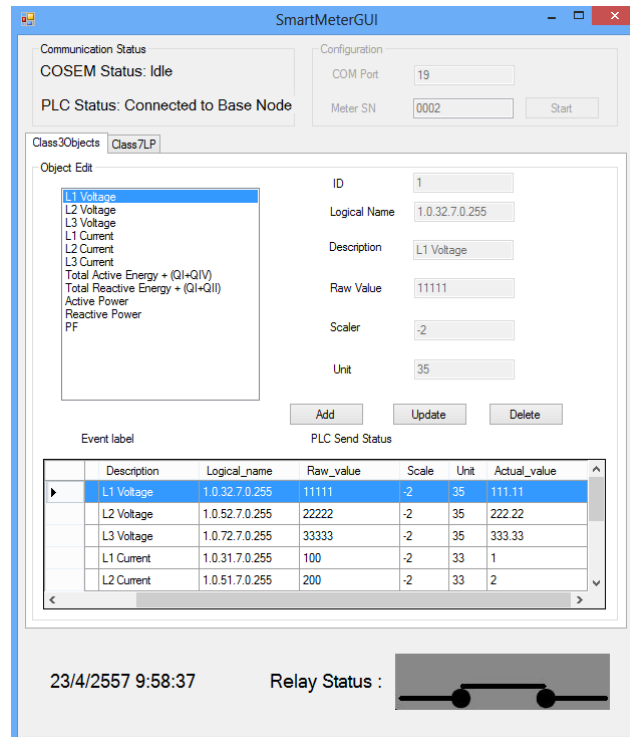 SmartMeterGUI
Communication Status
COSEM Status: Idle
PLC Status: Connected to Base Node
Configuration
COM Port 19
Meter SN 0002 Start
Class3Objects Class7LP
Object Edit
L1 Voltage
L2 Voltage
L3 Voltage
L1 Current
L2 Current
L3 Current
Total Active Energy + (QI+QIV)
Total Reactive Energy + (QI+QII)
Active Power
Reactive Power
PF
ID 1
Logical Name 1.0.32.7.0.255
Description L1 Voltage
Raw Value 11111
Scaler -2
Unit 35
Add Update Delete
Event label PLC Send Status
Description Logical_name Raw_value Scale Unit Actual_value
L1 Voltage 1.0.32.7.0.255 11111 -2 35 111.11
L2 Voltage 1.0.52.7.0.255 22222 -2 35 222.22
L3 Voltage 1.0.72.7.0.255 33333 -2 35 333.33
L1 Current 1.0.31.7.0.255 100 -2 33 1
L2 Current 1.0.51.7.0.255 200 -2 33 2
23/4/2557 9:58:37 Relay Status :